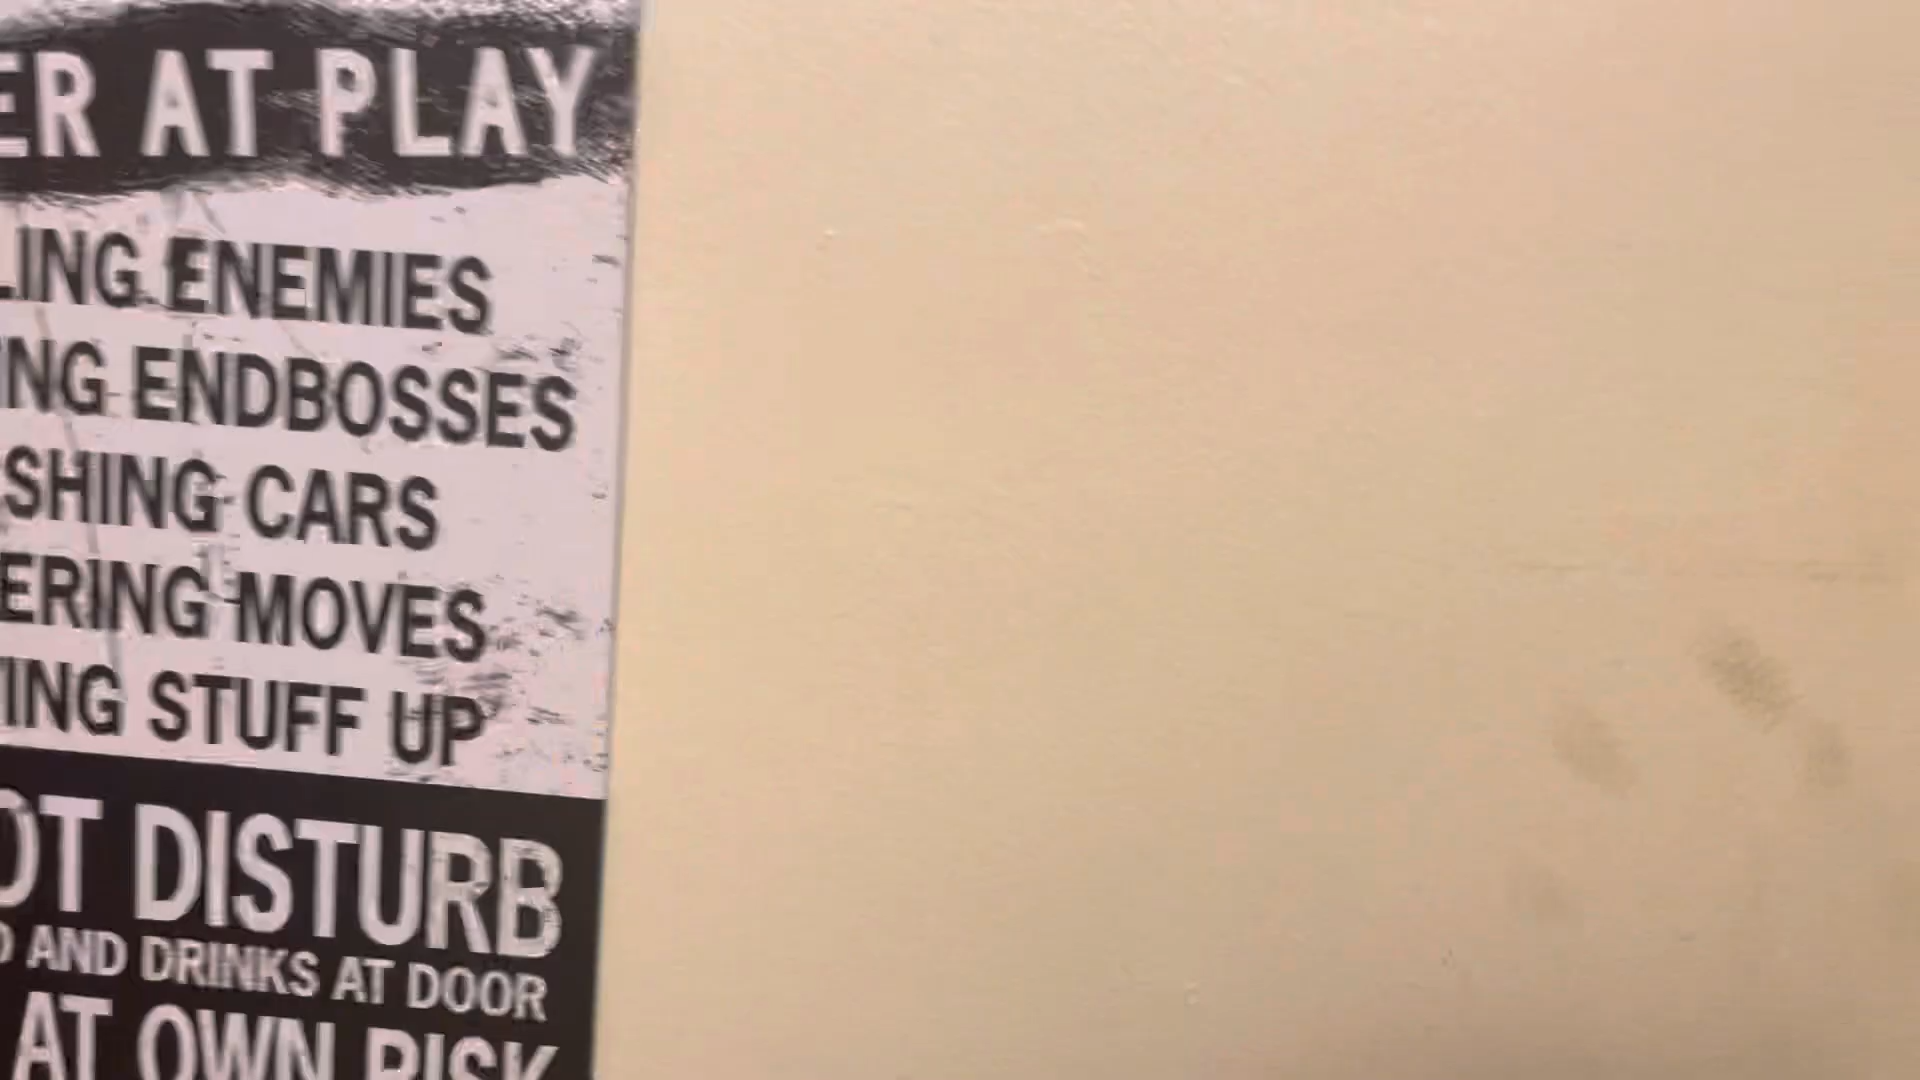 ER AT PLAY
LING ENEMIES
ING ENDBOSSES
SHING CARS
ERING MOVES
ING STUFF UP
OT DISTURB
D AND DRINKS AT DOOR
AT OWN RISK